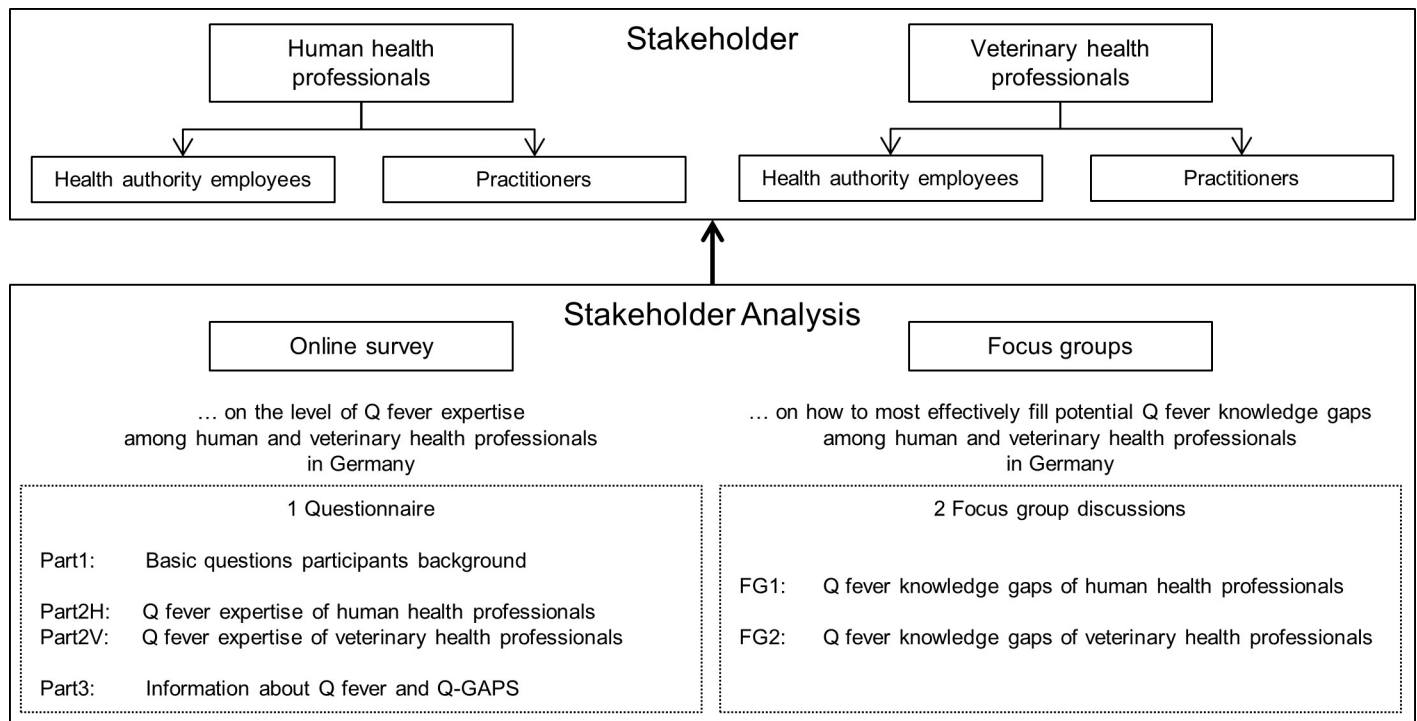 Stakeholder
Human health
professionals
Veterinary health
professionals
Health authority employees
Practitioners
Health authority employees
Practitioners
Stakeholder Analysis
Online survey
Focus groups
… on the level of Q fever expertise
among human and veterinary health professionals
in Germany
… on how to most effectively fill potential Q fever knowledge gaps
among human and veterinary health professionals
in Germany
1 Questionnaire
Part1: Basic questions participants background
Part2H: Q fever expertise of human health professionals
Part2V: Q fever expertise of veterinary health professionals
Part3: Information about Q fever and Q-GAPS
2 Focus group discussions
FG1: Q fever knowledge gaps of human health professionals
FG2: Q fever knowledge gaps of veterinary health professionals